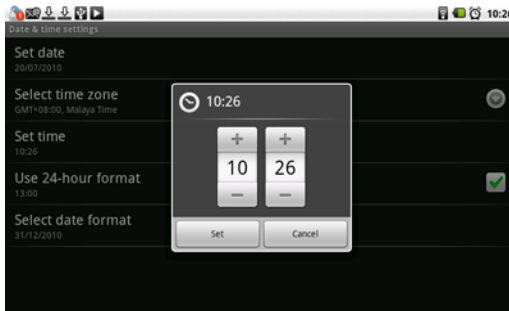 10:26
Date & time settings
Set date
20/07/2010
Select time zone
GMT+08:00, Malaya Time
Set time
10:26
Use 24-hour format
13:00
Select date format
31/12/2010
10:26
+ +
10 26
− −
Set Cancel